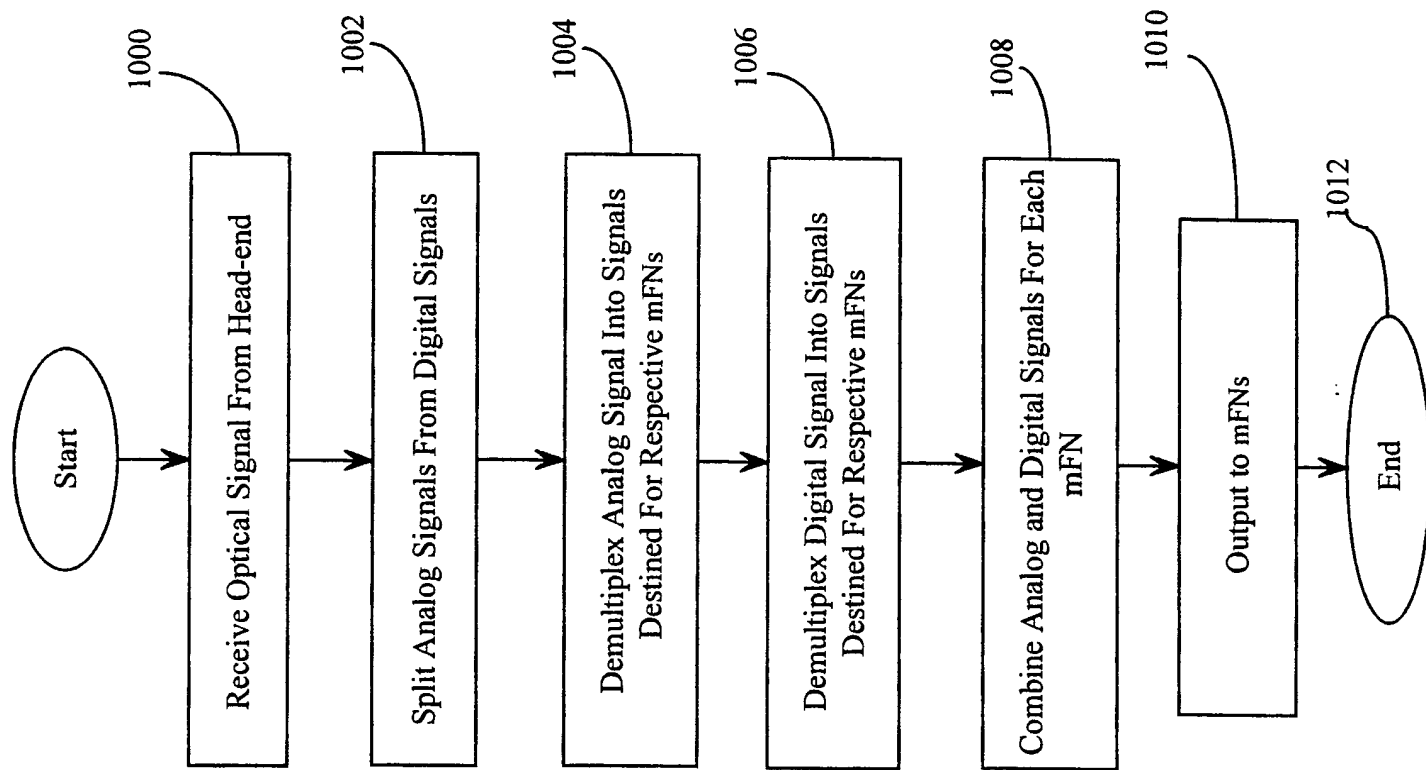 Start
1000
Receive Optical Signal From Head-end
1002
Split Analog Signals From Digital Signals
1004
Demultiplex Analog Signal Into Signals
Destined For Respective mFNs
1006
Demultiplex Digital Signal Into Signals
Destined For Respective mFNs
1008
Combine Analog and Digital Signals For Each
mFN
1010
Output to mFNs
1012
End